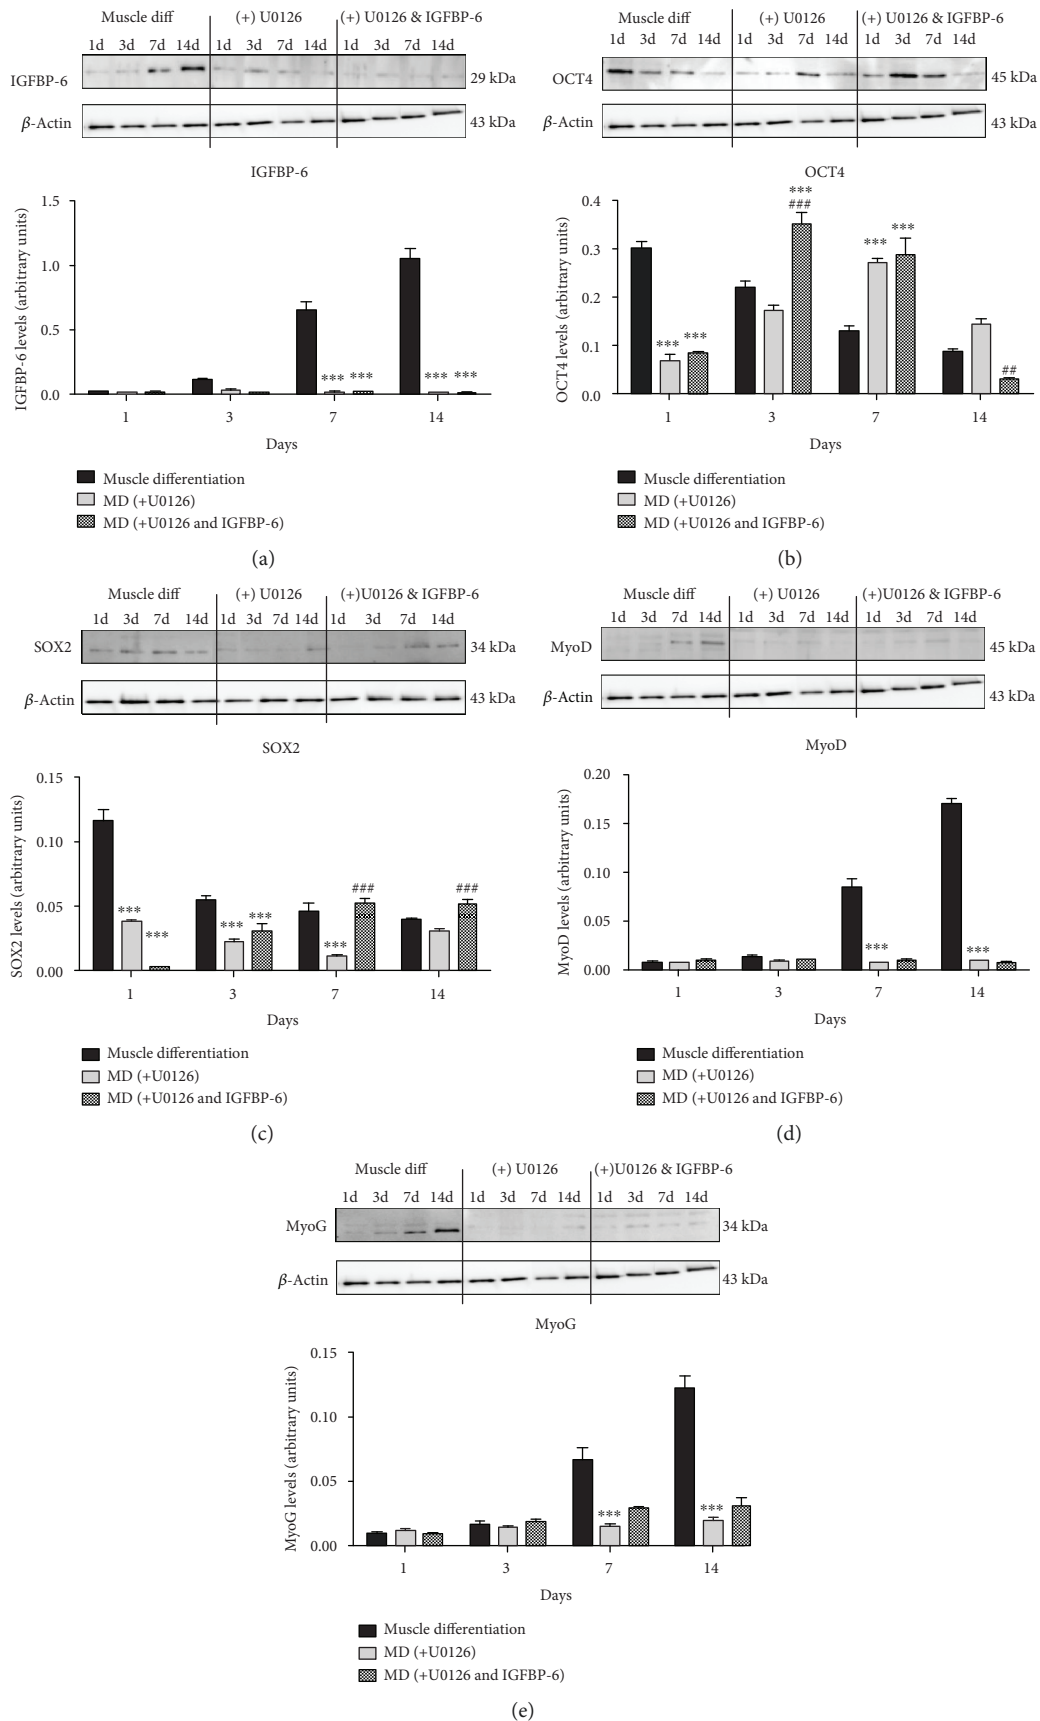 Muscle diff (+) U0126 (+) U0126 & IGFBP-6
1d 3d 7d 14d 1d 3d 7d 14d 1d 3d 7d 14d
IGFBP-6 29 kDa
β-Actin 43 kDa
IGFBP-6
IGFBP-6 levels (arbitrary units)
1.5
1.0
0.5
0.0
*** *** *** ***
1 3 7 14
Days
Muscle differentiation
MD (+U0126)
MD (+U0126 and IGFBP-6)
(a)
Muscle diff (+) U0126 (+) U0126 & IGFBP-6
1d 3d 7d 14d 1d 3d 7d 14d 1d 3d 7d 14d
OCT4 45 kDa
β-Actin 43 kDa
OCT4
OCT4 levels (arbitrary units)
0.4
0.3
0.2
0.1
0.0
***
###
*** ***
*** ***
##
1 3 7 14
Days
Muscle differentiation
MD (+U0126)
MD (+U0126 and IGFBP-6)
(b)
Muscle diff (+) U0126 (+)U0126 & IGFBP-6
1d 3d 7d 14d 1d 3d 7d 14d 1d 3d 7d 14d
SOX2 34 kDa
β-Actin 43 kDa
SOX2
SOX2 levels (arbitrary units)
0.15
0.10
0.05
0.00
### ###
*** *** ***
*** ***
1 3 7 14
Days
Muscle differentiation
MD (+U0126)
MD (+U0126 and IGFBP-6)
(c)
Muscle diff (+) U0126 (+)U0126 & IGFBP-6
1d 3d 7d 14d 1d 3d 7d 14d 1d 3d 7d 14d
MyoD 45 kDa
β-Actin 43 kDa
MyoD
MyoD levels (arbitrary units)
0.20
0.15
0.10
0.05
0.00
*** ***
1 3 7 14
Days
Muscle differentiation
MD (+U0126)
MD (+U0126 and IGFBP-6)
(d)
Muscle diff (+) U0126 (+)U0126 & IGFBP-6
1d 3d 7d 14d 1d 3d 7d 14d 1d 3d 7d 14d
MyoG 34 kDa
β-Actin 43 kDa
MyoG
MyoG levels (arbitrary units)
0.15
0.10
0.05
0.00
*** ***
1 3 7 14
Days
Muscle differentiation
MD (+U0126)
MD (+U0126 and IGFBP-6)
(e)